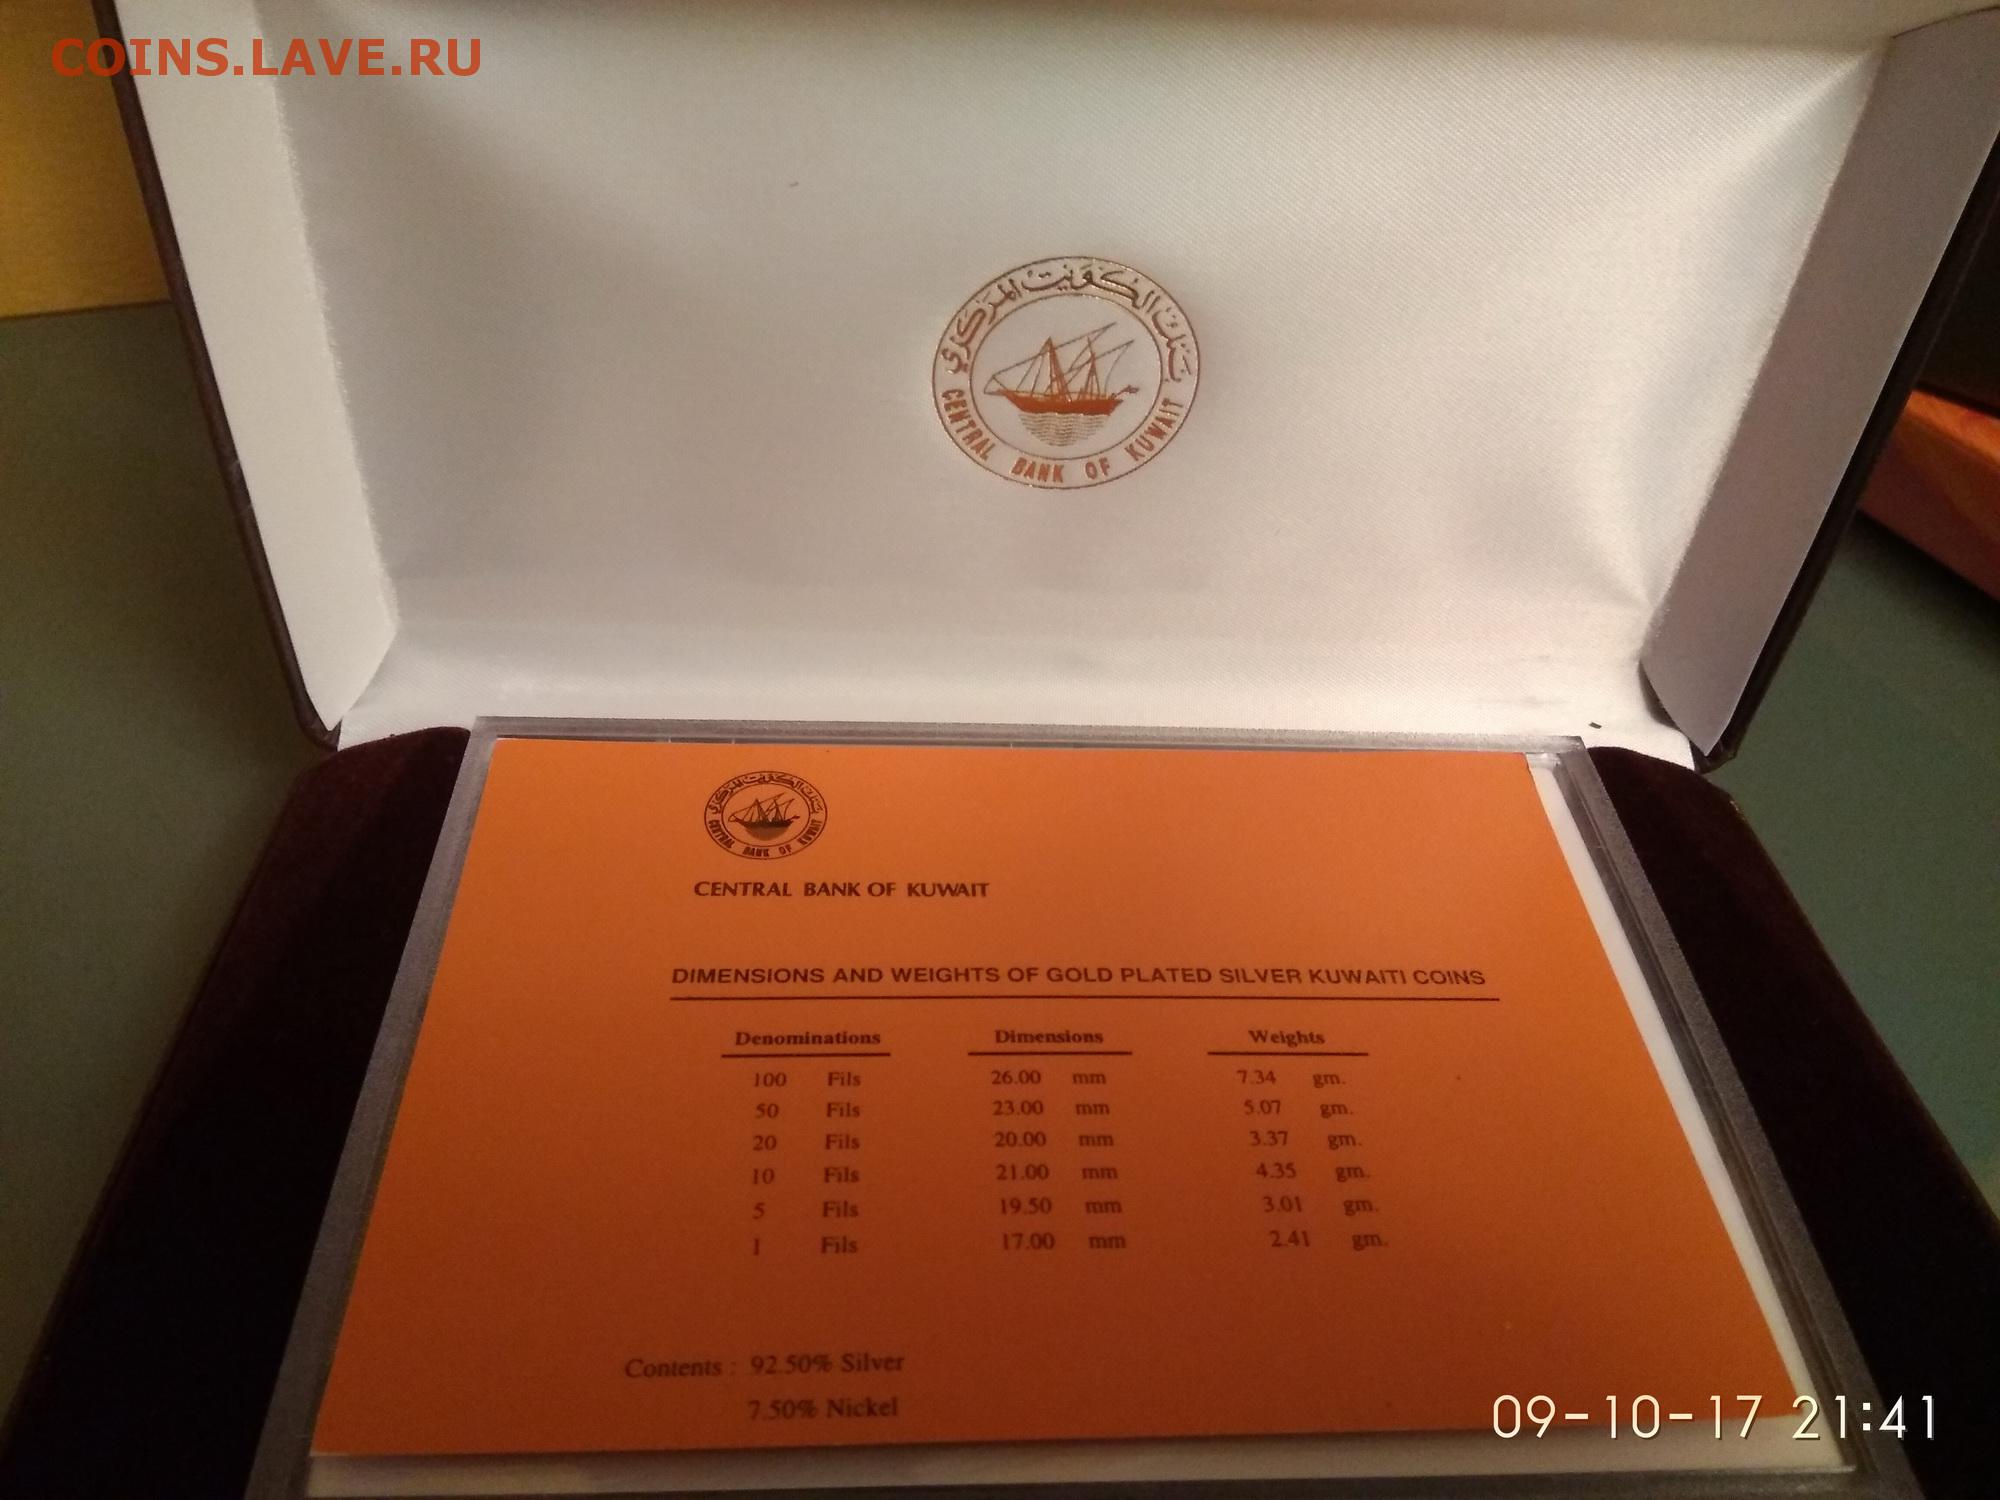 COINS.LAVE.RU
بنك الكويت المركزي
CENTRAL BANK OF KUWAIT
بنك الكويت المركزي
CENTRAL BANK OF KUWAIT
CENTRAL BANK OF KUWAIT
DIMENSIONS AND WEIGHTS OF GOLD PLATED SILVER KUWAITI COINS
Denominations Dimensions Weights
100 Fils 26.00 mm 7.34 gm.
50 Fils 23.00 mm 5.07 gm.
20 Fils 20.00 mm 3.37 gm.
10 Fils 21.00 mm 4.35 gm.
5 Fils 19.50 mm 3.01 gm.
1 Fils 17.00 mm 2.41 gm.
Contents : 92.50% Silver
7.50% Nickel
09-10-17 21:41